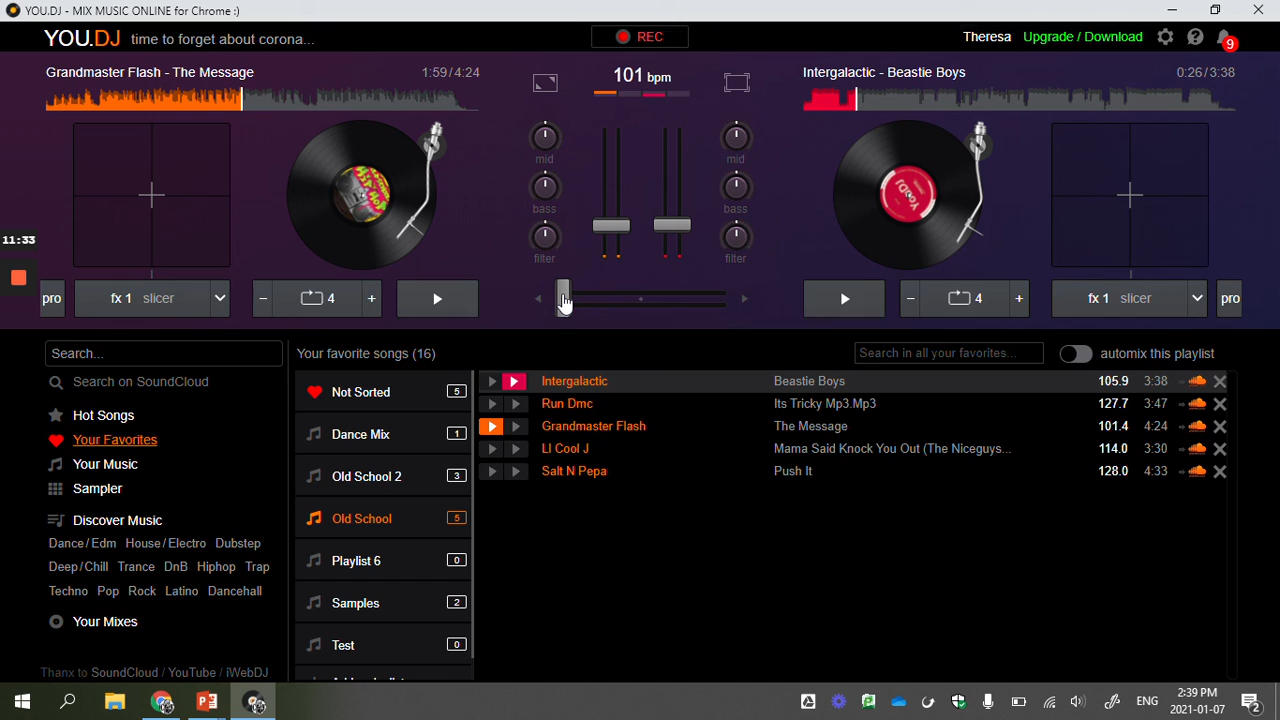 YOU.DJ - MIX MUSIC ONLINE for Chrome :)
YOU.DJ time to forget about corona...
REC
Theresa Upgrade / Download 9
Grandmaster Flash - The Message 1:59/4:24
101 bpm
Intergalactic - Beastie Boys 0:26/3:38
mid mid
bass bass
filter filter
11:33
pro fx 1 slicer - 4 +
- 4 + fx 1 slicer pro
Search...
Search on SoundCloud
Hot Songs
Your Favorites
Your Music
Sampler
Discover Music
Dance/Edm House/Electro Dubstep
Deep/Chill Trance DnB Hiphop Trap
Techno Pop Rock Latino Dancehall
Your Mixes
Thanx to SoundCloud / YouTube / iWebDJ
Your favorite songs (16)
Search in all your favorites...
automix this playlist
Not Sorted 5
Dance Mix 1
Old School 2 3
Old School 5
Playlist 6 0
Samples 2
Test 0
Intergalactic Beastie Boys 105.9 3:38
Run Dmc Its Tricky Mp3.Mp3 127.7 3:47
Grandmaster Flash The Message 101.4 4:24
Ll Cool J Mama Said Knock You Out (The Niceguys... 114.0 3:30
Salt N Pepa Push It 128.0 4:33
ENG
2:39 PM
2021-01-07
2